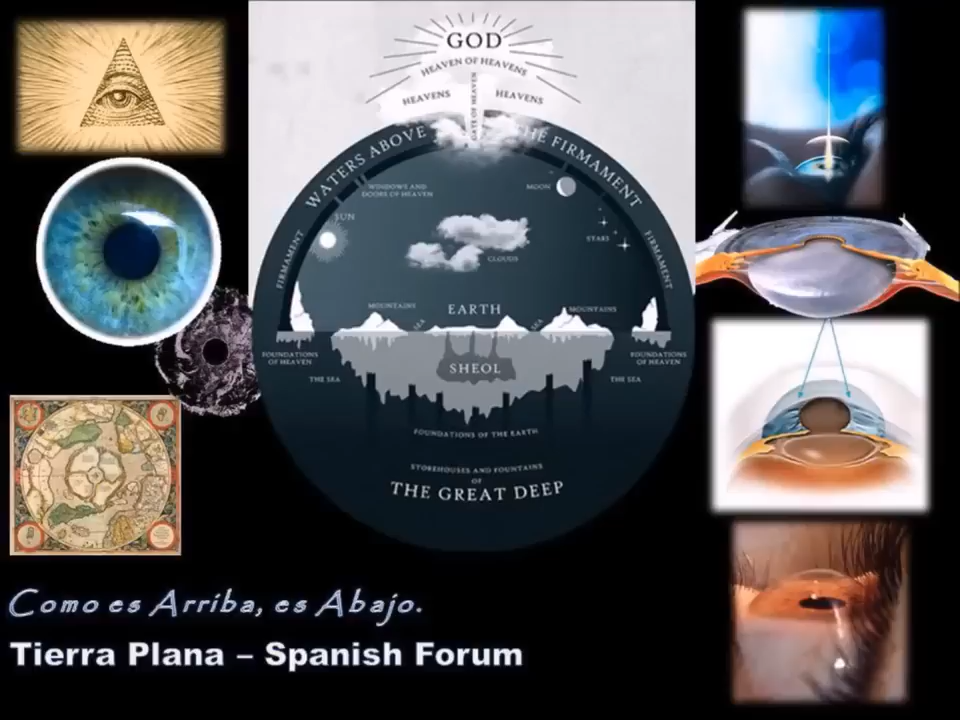 GOD
HEAVEN OF HEAVENS
HEAVENS
GATE OF HEAVEN
HEAVENS
WATERS ABOVE
THE FIRMAMENT
WINDOWS AND
DOORS OF HEAVEN
MOON
SUN
STARS
CLOUDS
FIRMAMENT
FIRMAMENT
MOUNTAINS
SEA
EARTH
SEA
MOUNTAINS
FOUNDATIONS
OF HEAVEN
SHEOL
FOUNDATIONS
OF HEAVEN
THE SEA
THE SEA
FOUNDATIONS OF THE EARTH
STOREHOUSES AND FOUNTAINS
OF
THE GREAT DEEP
Como es Arriba, es Abajo.
Tierra Plana – Spanish Forum